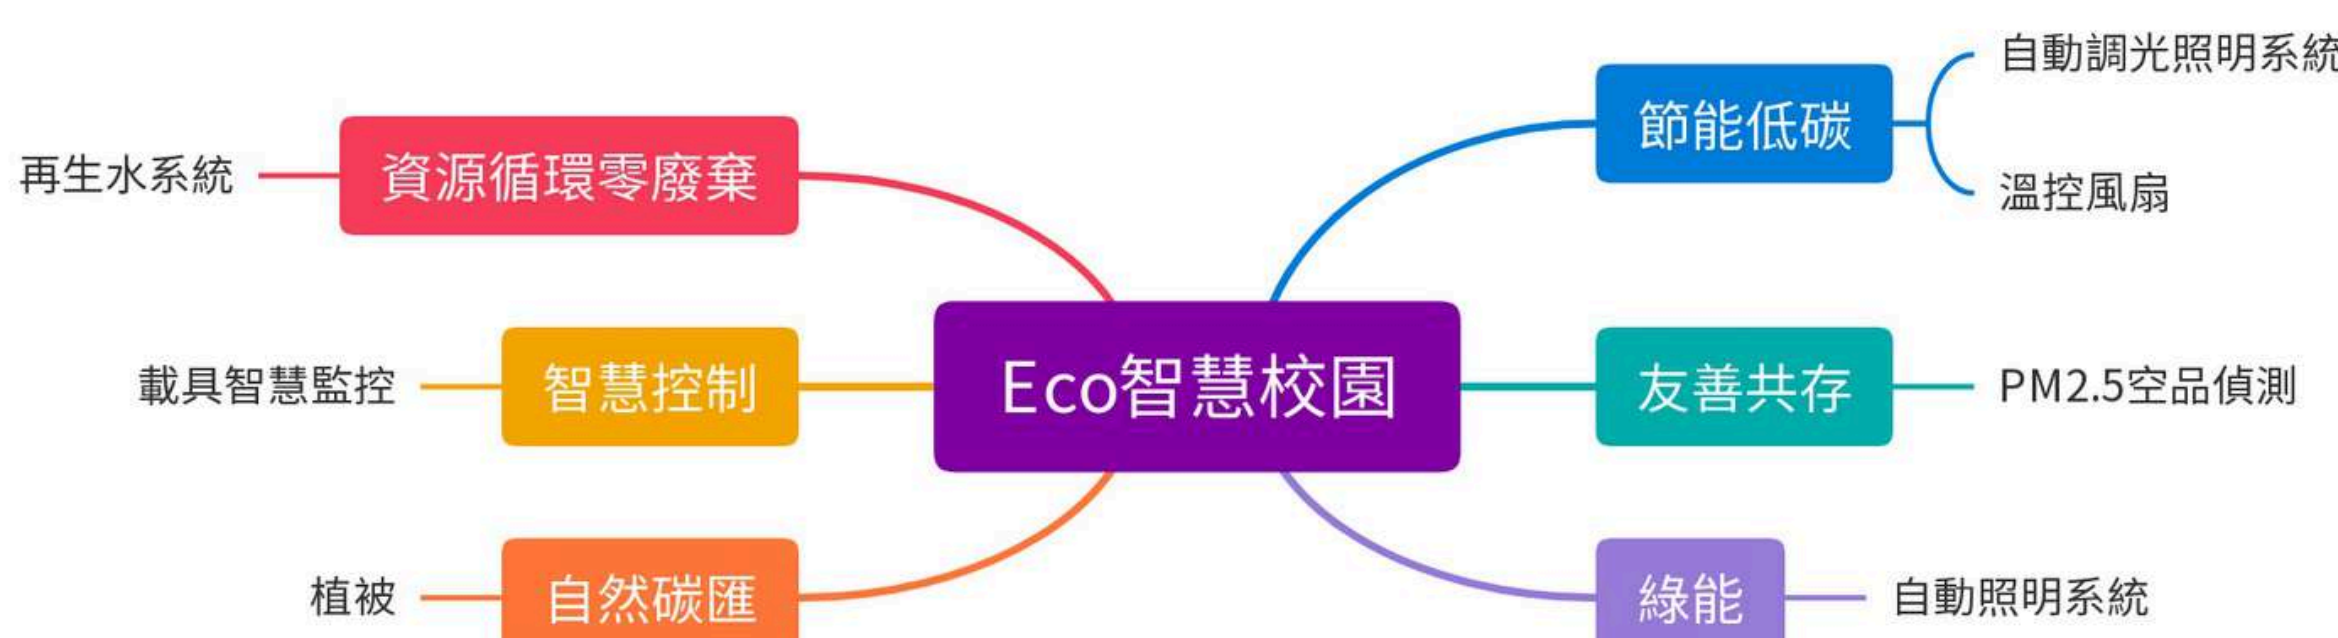 自動調光照明系統
節能低碳
溫控風扇
資源循環零廢棄
再生水系統
Eco智慧校園
智慧控制
載具智慧監控
友善共存
PM2.5空品偵測
自然碳匯
植被
綠能
自動照明系統